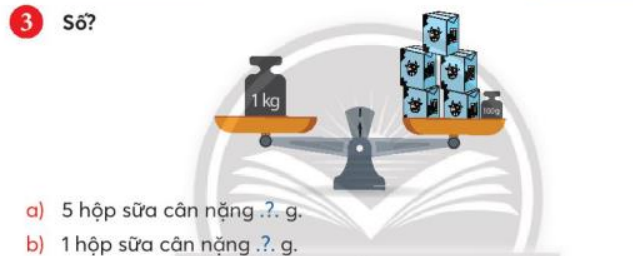 3 Số?
1 kg
100g
a) 5 hộp sữa cân nặng .?. g.
b) 1 hộp sữa cân nặng .?. g.